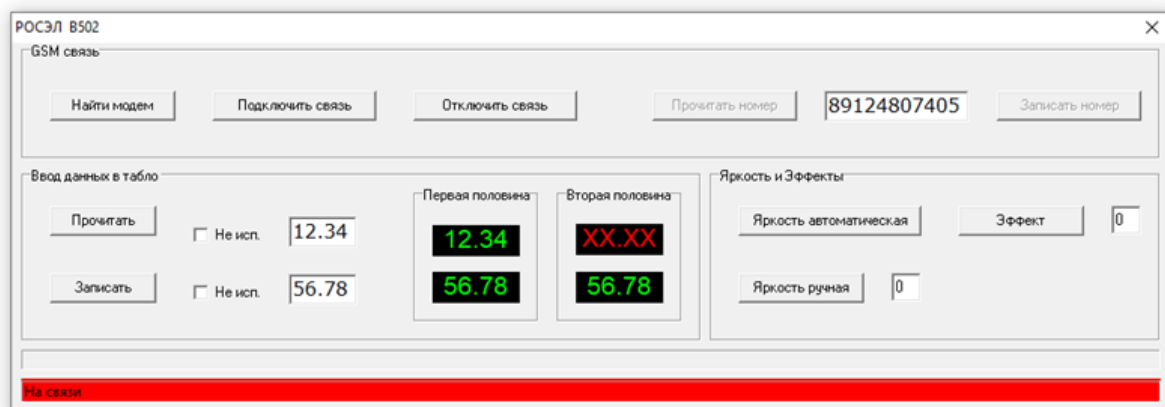 РОСЭЛ В502
GSM связь
Найти модем Подключить связь Отключить связь Прочитать номер 89124807405 Записать номер
Ввод данных в табло
Прочитать Не исп. 12.34
Записать Не исп. 56.78
Первая половина
12.34
56.78
Вторая половина
XX.XX
56.78
Яркость и Эффекты
Яркость автоматическая Эффект 0
Яркость ручная 0
На связи